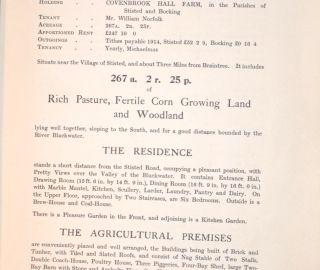 HOLDING . . COVENBROOK HALL FARM, in the Parishes of
Stisted and Bocking
TENANT . . Mr. William Norfolk
ACREAGE . . 267A. 2R. 25P.
APPORTIONED RENT £247 10 0
OUTGOINGS . . Tithes payable 1914, Stisted £52 2 9, Bocking £0 16 4
TENANCY . . Yearly, Michaelmas
Situate near the Village of Stisted, and about Three Miles from Braintree. It includes
267 a. 2 r. 25 p.
of
Rich Pasture, Fertile Corn Growing Land
and Woodland
lying well together, sloping to the South, and for a good distance bounded by the
River Blackwater.
THE RESIDENCE
stands a short distance from the Stisted Road, occupying a pleasant position, with
Pretty Views over the Valley of the Blackwater. It contains Entrance Hall,
Drawing Room (15 ft. 6 in. by 14 ft. 9 in.), Dining Room (18 ft. 9 in. by 16 ft. 0 in.)
with Marble Mantel, Kitchen, Scullery, Larder, Laundry, Pantry and Dairy. On
the Upper Floor, approached by Two Staircases, are Six Bedrooms. Outside is a
Brew-House and Coal-House.
There is a Pleasure Garden in the Front, and adjoining is a Kitchen Garden.
THE AGRICULTURAL PREMISES
are conveniently placed and well arranged, the Buildings being built of Brick and
Timber, with Tiled and Slated Roofs, and consist of Nag Stable of Two Stalls,
Double Coach-House, Poultry House, Three Piggeries, Four-Bay Shed, large Two-
Bay Barn with Stone and